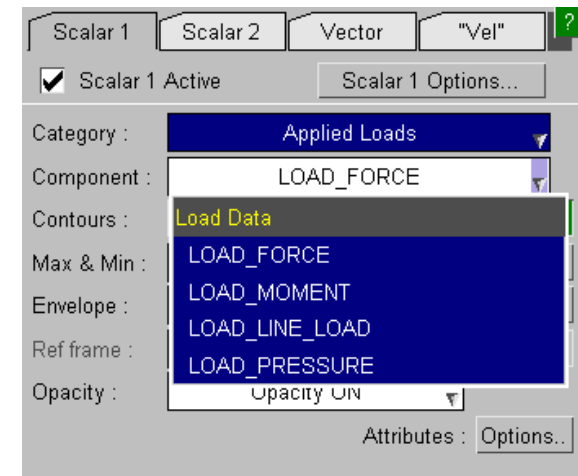 Scalar 1 Scalar 2 Vector "Vel" ?
Scalar 1 Active Scalar 1 Options...
Category : Applied Loads
Component : LOAD_FORCE
Contours : Load Data
Max & Min : LOAD_FORCE
LOAD_MOMENT
Envelope : LOAD_LINE_LOAD
Ref frame : LOAD_PRESSURE
Opacity : Opacity ON
Attributes : Options..